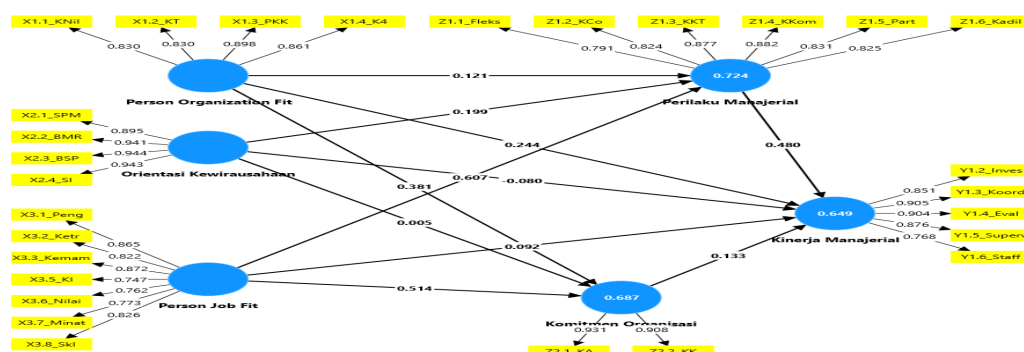 X1.1_KNil X1.2_KT X1.3_PKK X1.4_K4 Z1.1_Fleks Z1.2_KCo Z1.3_KKT Z1.4_KKom Z1.5_Part Z1.6_Kadil
0.830 0.830 0.898 0.861 0.791 0.824 0.877 0.882 0.831 0.825
0.121 0.724
Person Organization Fit Perilaku Manajerial
X2.1_SPM
0.895 0.199
X2.2_BMR
0.941
X2.3_BSP
0.944 0.244 0.480
X2.4_SI
0.943
Orientasi Kewirausahaan
0.381 0.607 -0.080
Y1.2_Inves
0.851
Y1.3_Koord
0.905
Y1.4_Eval
0.649 0.904
Y1.5_Superv
0.876
Y1.6_Staff
0.768
Kinerja Manajerial
X3.1_Peng
0.865 0.005
X3.2_Ketr
0.822 0.092
X3.3_Kemam
0.872 0.133
X3.5_KI
0.747
X3.6_Nilai
0.762 0.514
X3.7_Minat
0.773
X3.8_Skl
0.826
Person Job Fit
0.687
Komitmen Organisasi
0.931 0.908